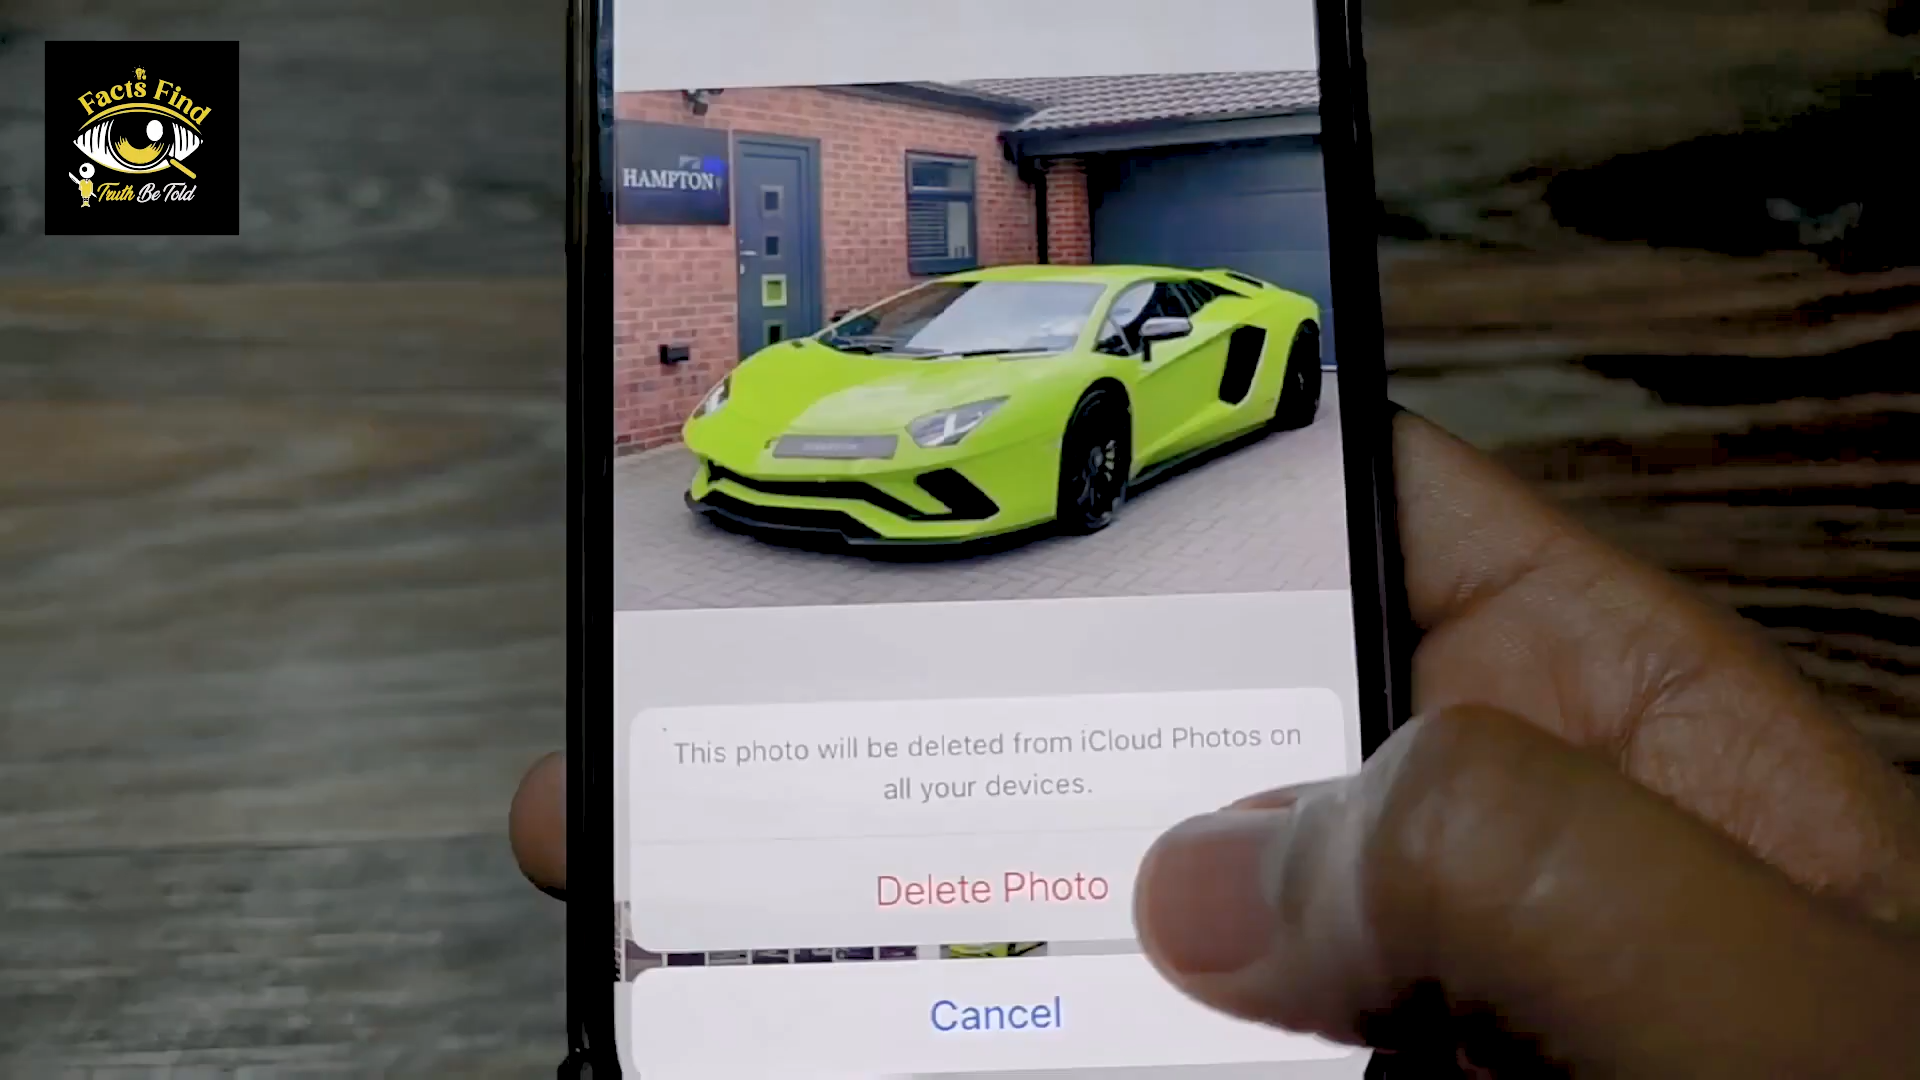 Facts Find
Truth Be Told
HAMPTON
This photo will be deleted from iCloud Photos on
all your devices.
Delete Photo
Cancel